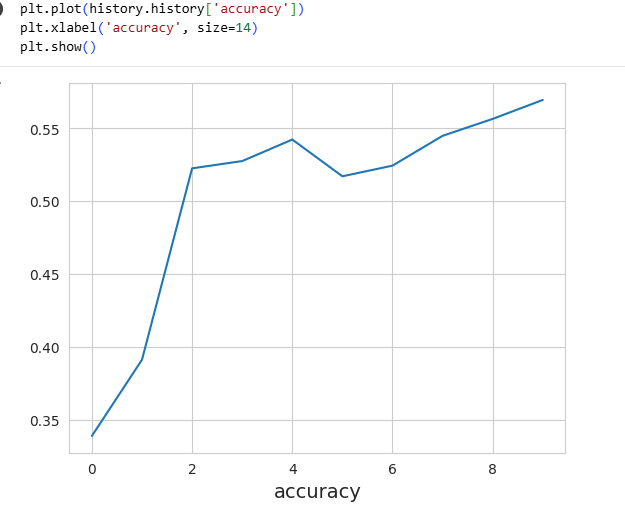 plt.plot(history.history['accuracy'])
plt.xlabel('accuracy', size=14)
plt.show()
0.55
0.50
0.45
0.40
0.35
0 2 4 6 8
accuracy